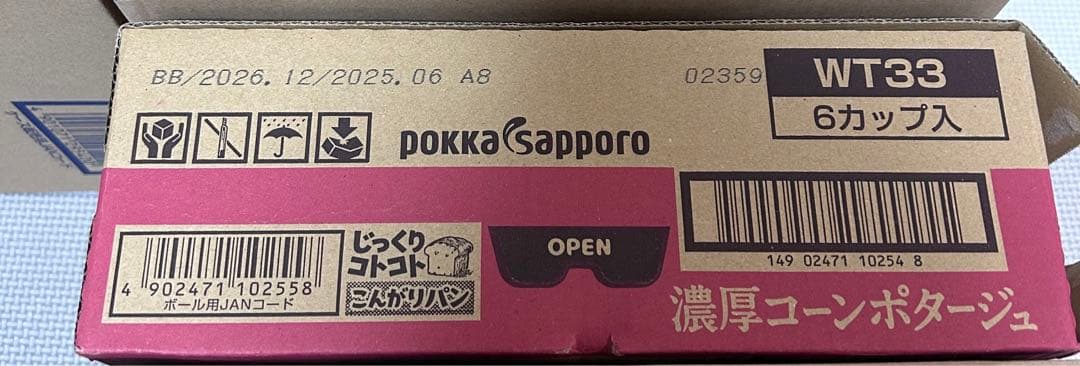 BB/2026.12/2025.06 A8
02359
WT33
6カップ入
pokka sapporo
4 902471 102558
ボール用JANコード
じっくり
コトコト
こんがりパン
OPEN
149 02471 10254 8
濃厚コーンポタージュ